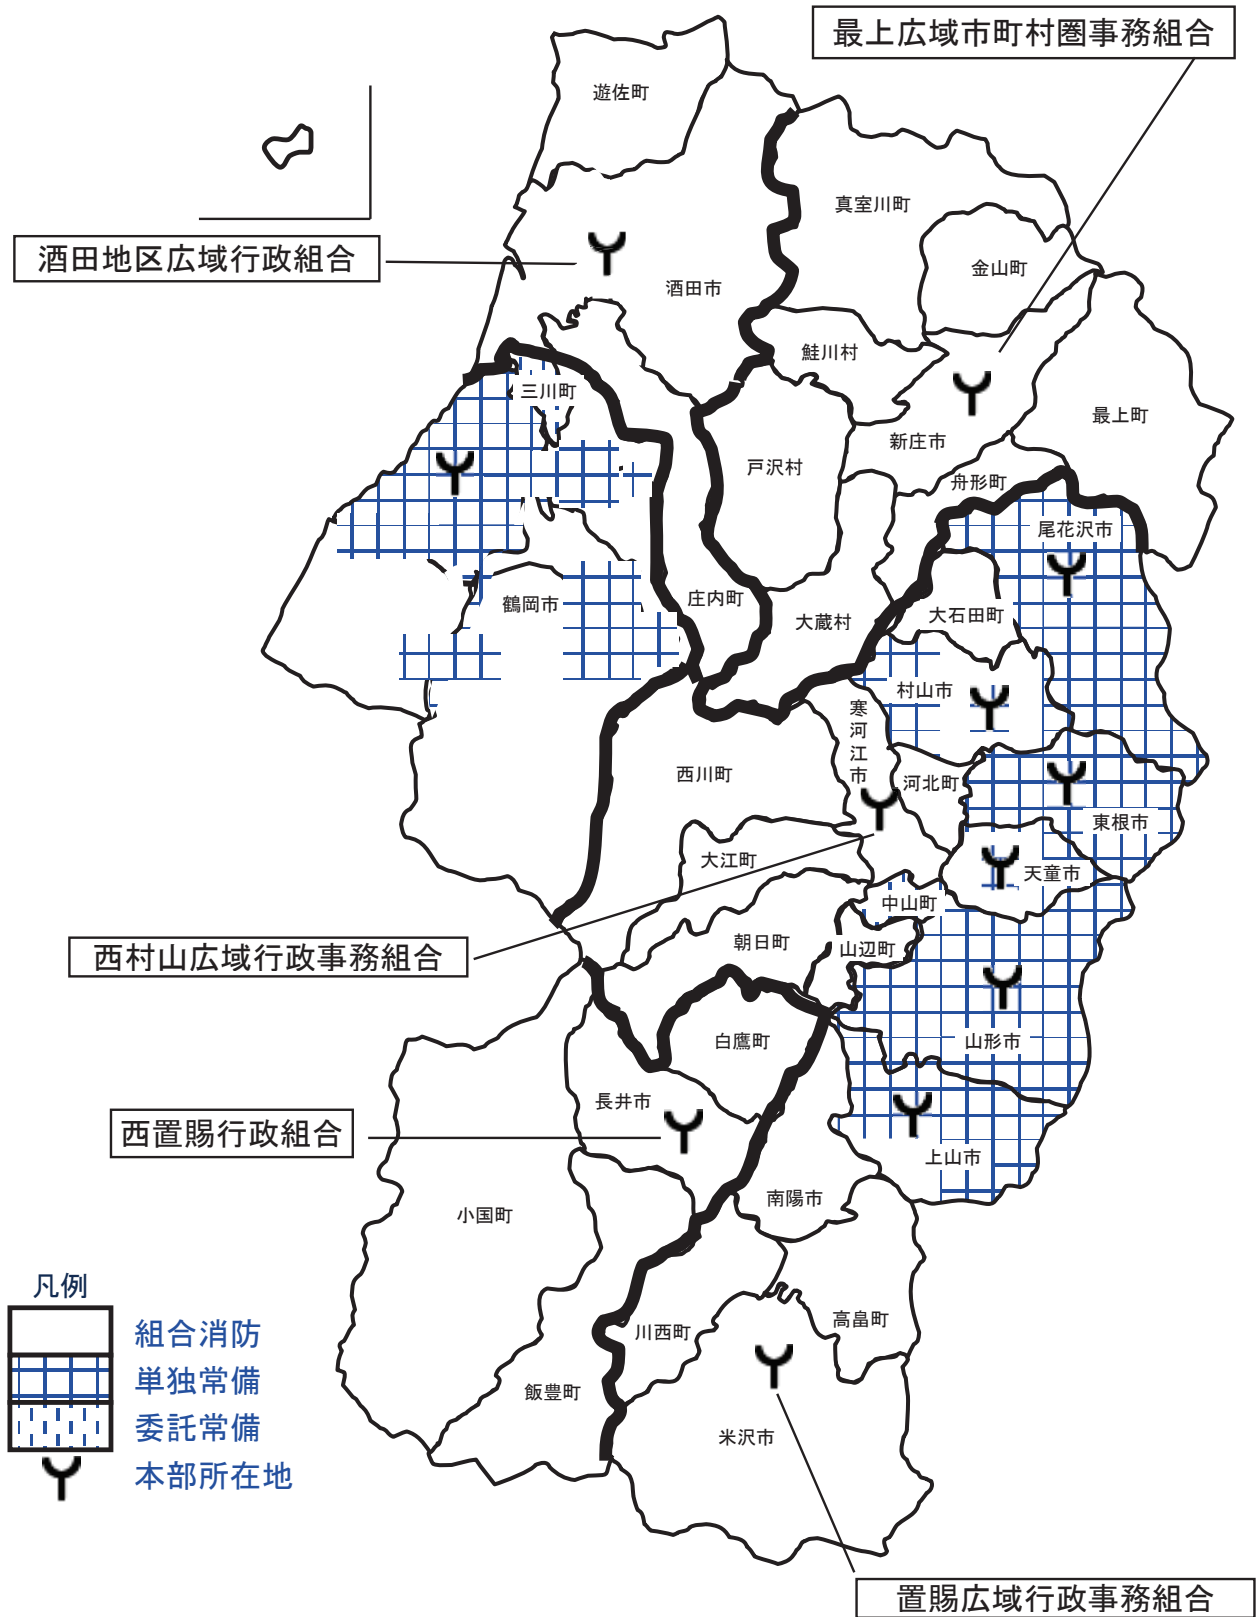 最上広域市町村圏事務組合
遊佐町
真室川町
酒田地区広域行政組合
金山町
酒田市
鮭川村
三川町
最上町
新庄市
戸沢村
舟形町
尾花沢市
鶴岡市
庄内町
大蔵村
大石田町
村山市
寒河江市
西川町
河北町
東根市
大江町
天童市
中山町
朝日町
山辺町
西村山広域行政事務組合
白鷹町
山形市
長井市
西置賜行政組合
上山市
南陽市
小国町
凡例
高畠町
組合消防
川西町
単独常備
飯豊町
委託常備
米沢市
本部所在地
置賜広域行政事務組合